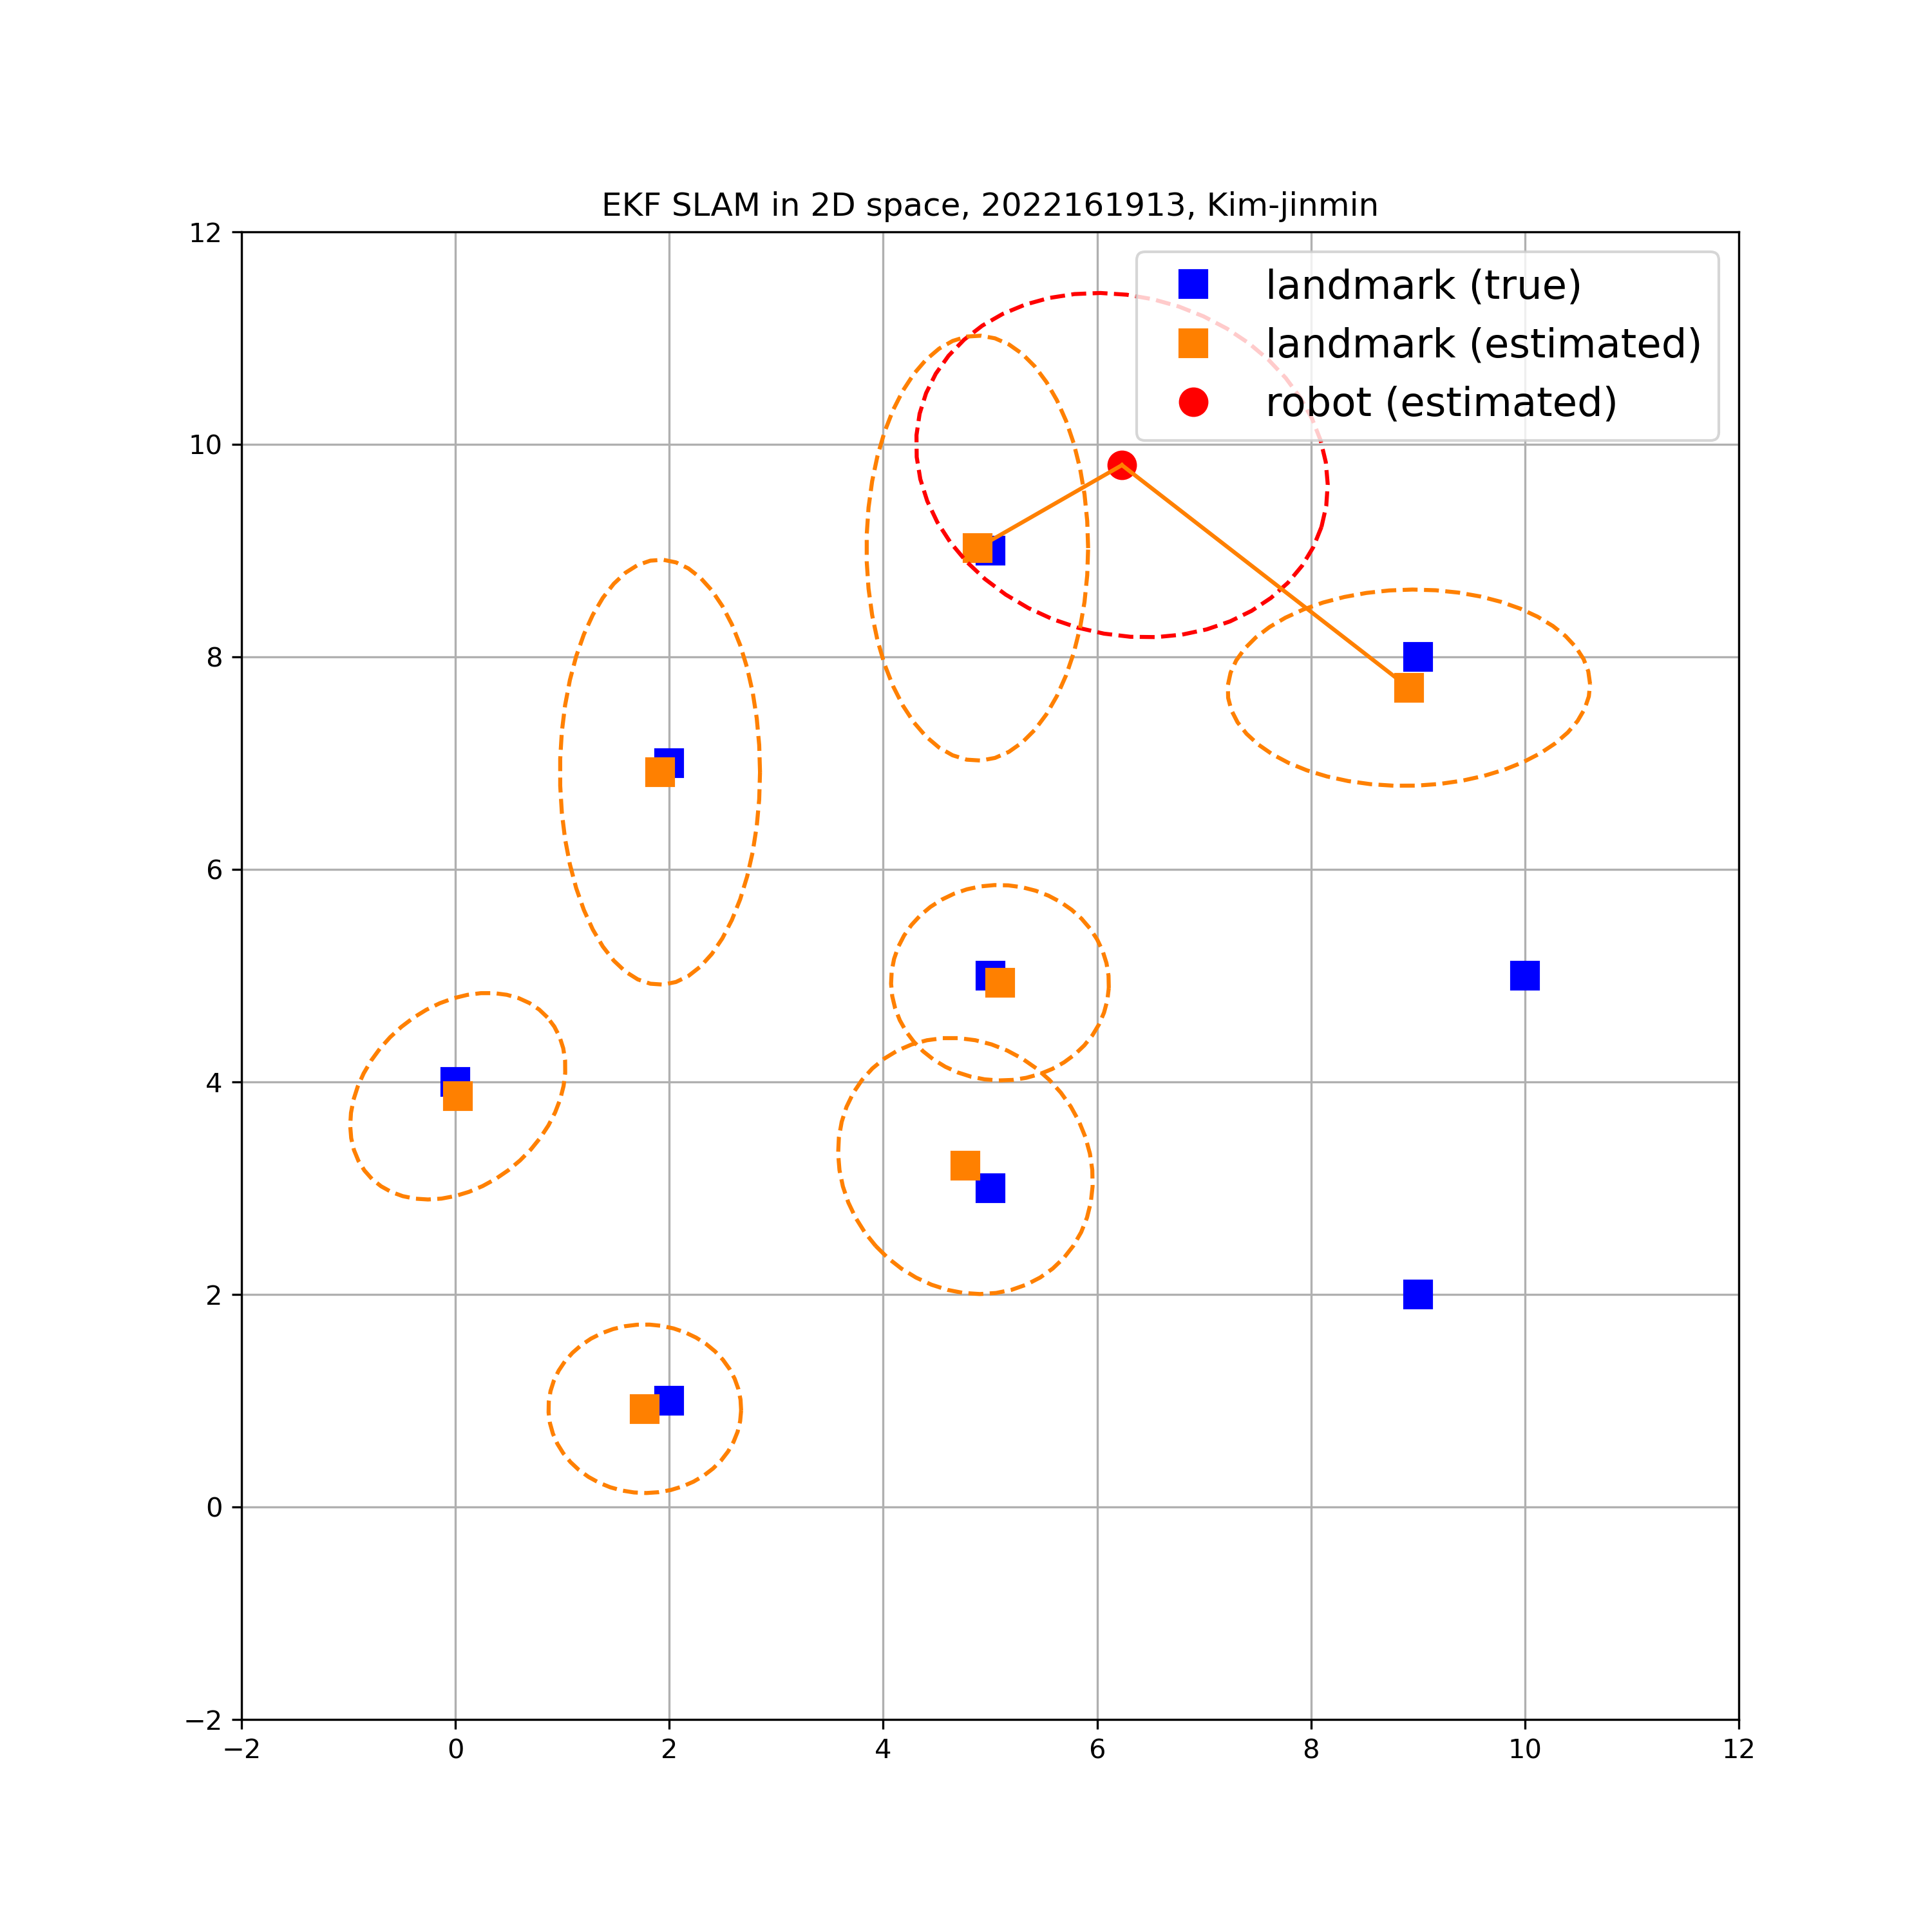 EKF SLAM in 2D space, 2022161913, Kim-jinmin
landmark (true)
landmark (estimated)
robot (estimated)
12
10
8
6
4
2
0
−2
−2 0 2 4 6 8 10 12